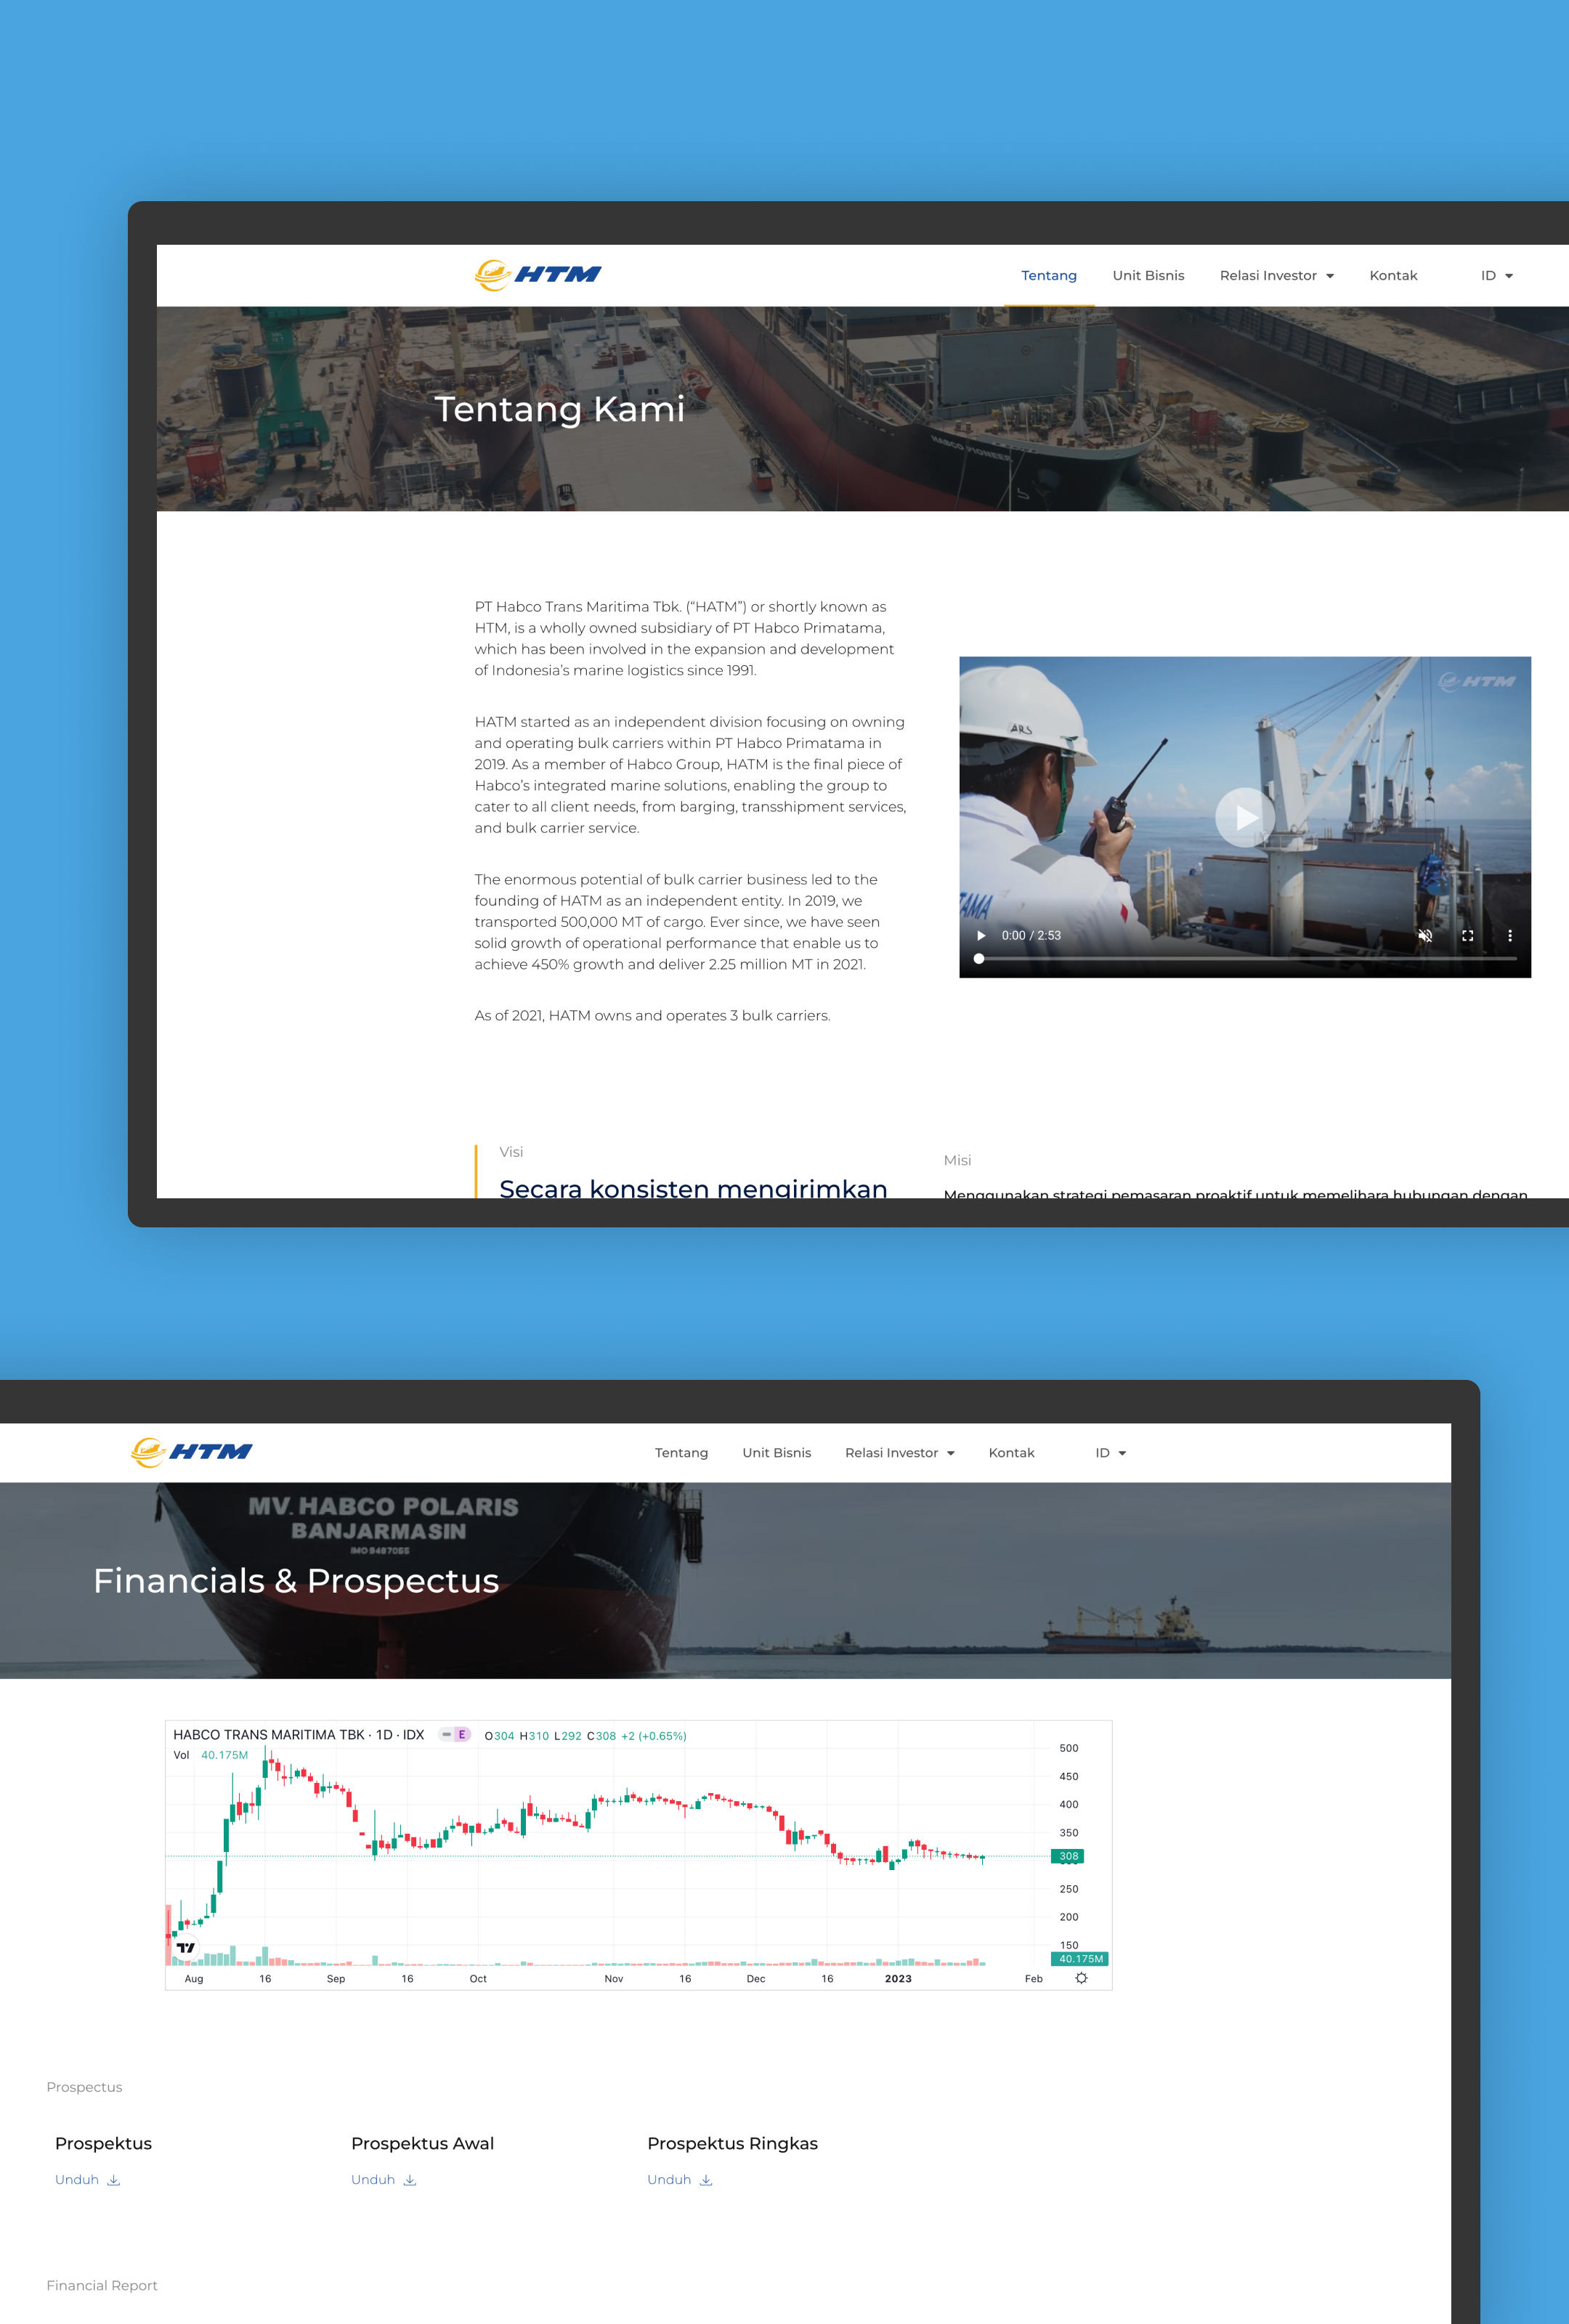 HTM
Tentang
Unit Bisnis
Relasi Investor
Kontak
ID
HABCO PIONEER
Tentang Kami
PT Habco Trans Maritima Tbk. (“HATM”) or shortly known as
HTM, is a wholly owned subsidiary of PT Habco Primatama,
which has been involved in the expansion and development
of Indonesia’s marine logistics since 1991.
HATM started as an independent division focusing on owning
and operating bulk carriers within PT Habco Primatama in
2019. As a member of Habco Group, HATM is the final piece of
Habco’s integrated marine solutions, enabling the group to
cater to all client needs, from barging, transshipment services,
and bulk carrier service.
The enormous potential of bulk carrier business led to the
founding of HATM as an independent entity. In 2019, we
transported 500,000 MT of cargo. Ever since, we have seen
solid growth of operational performance that enable us to
achieve 450% growth and deliver 2.25 million MT in 2021.
As of 2021, HATM owns and operates 3 bulk carriers.
HTM
ARS
TAMA
0:00 / 2:53
Visi
Secara konsisten mengirimkan
Misi
Menggunakan strategi pemasaran proaktif untuk memelihara hubungan dengan
HTM
Tentang
Unit Bisnis
Relasi Investor
Kontak
ID
MV. HABCO POLARIS
BANJARMASIN
IMO 9487055
Financials & Prospectus
HABCO TRANS MARITIMA TBK · 1D · IDX E O304 H310 L292 C308 +2 (+0.65%)
Vol 40.175M
500
450
400
350
308
250
200
150
40.175M
Aug 16 Sep 16 Oct Nov 16 Dec 16 2023 Feb
Prospectus
Prospektus
Unduh
Prospektus Awal
Unduh
Prospektus Ringkas
Unduh
Financial Report